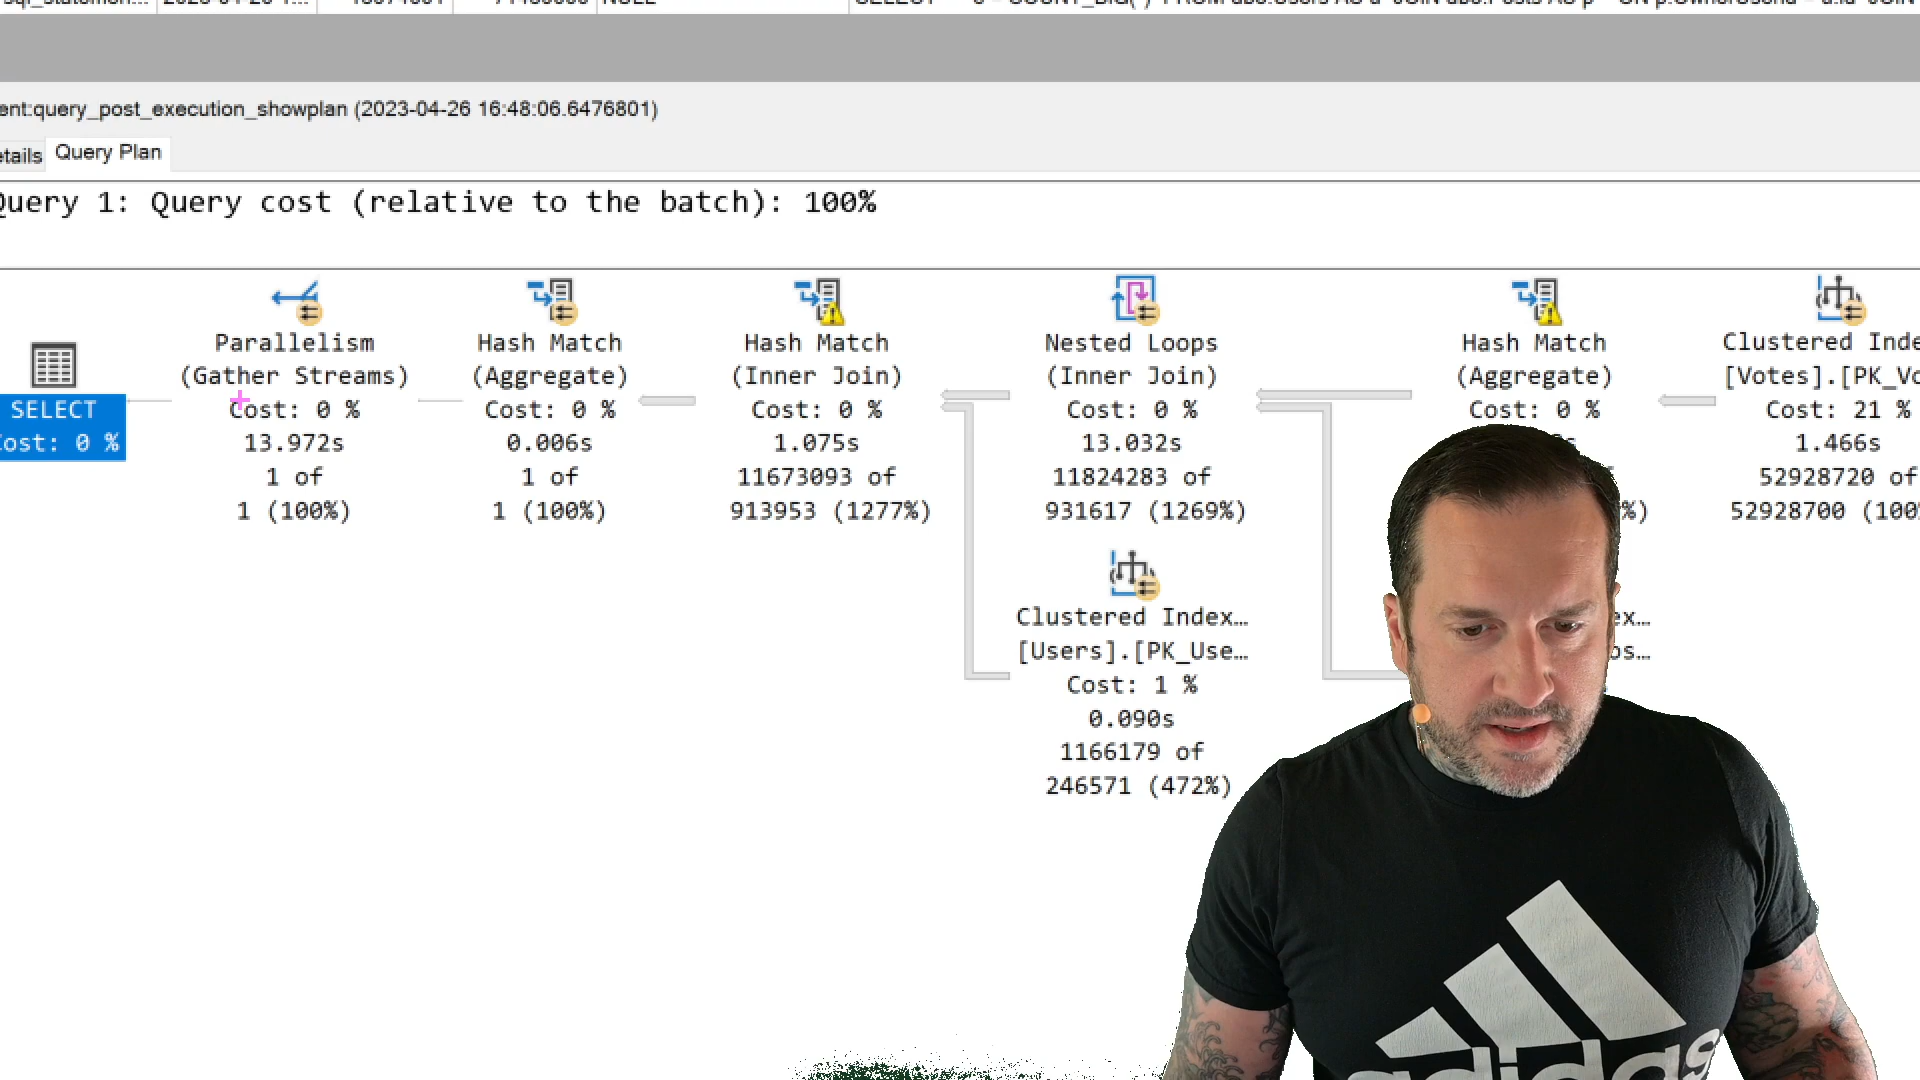 ent:query_post_execution_showplan (2023-04-26 16:48:06.6476801)
etails Query Plan
Query 1: Query cost (relative to the batch): 100%
SELECT
Cost: 0 %
Parallelism
(Gather Streams)
Cost: 0 %
13.972s
1 of
1 (100%)
Hash Match
(Aggregate)
Cost: 0 %
0.006s
1 of
1 (100%)
Hash Match
(Inner Join)
Cost: 0 %
1.075s
11673093 of
913953 (1277%)
Nested Loops
(Inner Join)
Cost: 0 %
13.032s
11824283 of
931617 (1269%)
Hash Match
(Aggregate)
Cost: 0 %
%)
Clustered Inde
[Votes].[PK_Vo
Cost: 21 %
1.466s
52928720 of
52928700 (100
Clustered Index…
[Users].[PK_Use…
Cost: 1 %
0.090s
1166179 of
246571 (472%)
ex…
os…
adidas